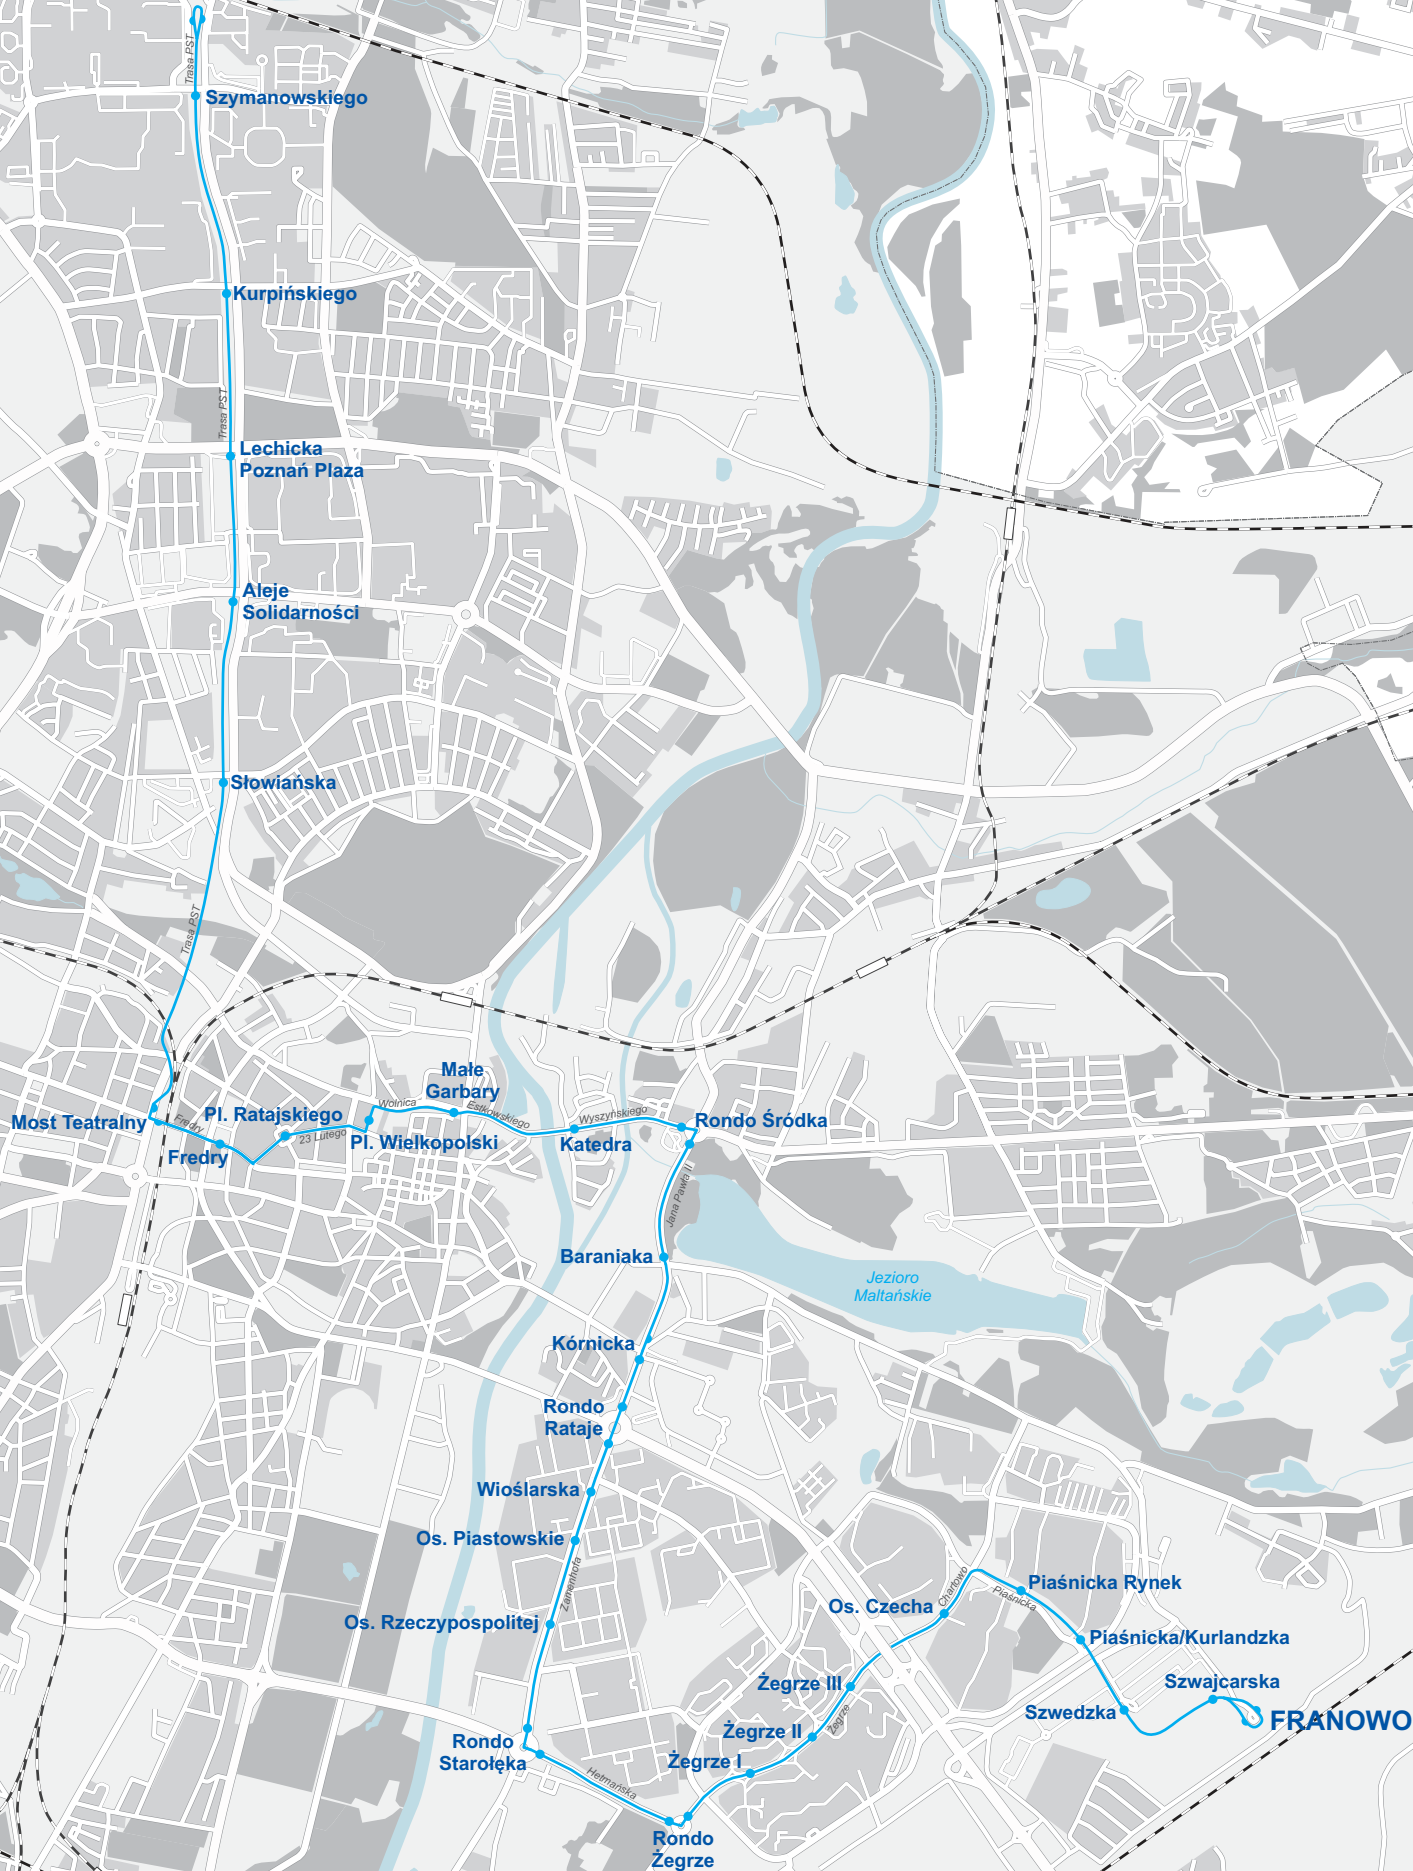 Trasa PST
Szymanowskiego
Kurpińskiego
Trasa PST
Lechicka
Poznań Plaza
Aleje
Solidarności
Słowiańska
Trasa PST
Małe
Garbary
Wolnica
Estkowskiego
Wyszyńskiego
Pl. Ratajskiego
Most Teatralny
Fredry
Rondo Śródka
23 Lutego
Pl. Wielkopolski
Katedra
Fredry
Jana Pawła II
Baraniaka
Jezioro
Maltańskie
Kórnicka
Rondo
Rataje
Wioślarska
Os. Piastowskie
Zamenhofa
Chartowo
Piaśnicka Rynek
Piaśnicka
Os. Czecha
Os. Rzeczypospolitej
Piaśnicka/Kurlandzka
Żegrze III
Szwajcarska
Szwedzka
FRANOWO
Żegrze
Żegrze II
Rondo
Starołęka
Żegrze I
Hetmańska
Rondo
Żegrze